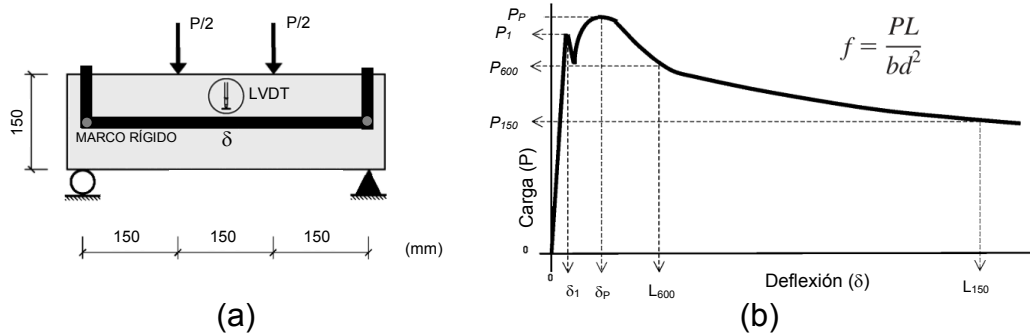 P/2 P/2
LVDT
150
MARCO RÍGIDO δ
150 150 150 (mm)
(a)
P_P
P_1
P_600
P_150
f = PL / bd²
Carga (P)
0
0
δ_1 δ_P L_600 Deflexión (δ) L_150
(b)